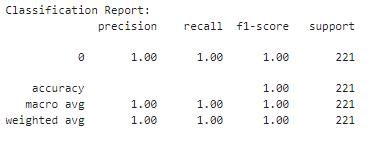 Classification Report:
precision recall f1-score support
0 1.00 1.00 1.00 221
accuracy 1.00 221
macro avg 1.00 1.00 1.00 221
weighted avg 1.00 1.00 1.00 221